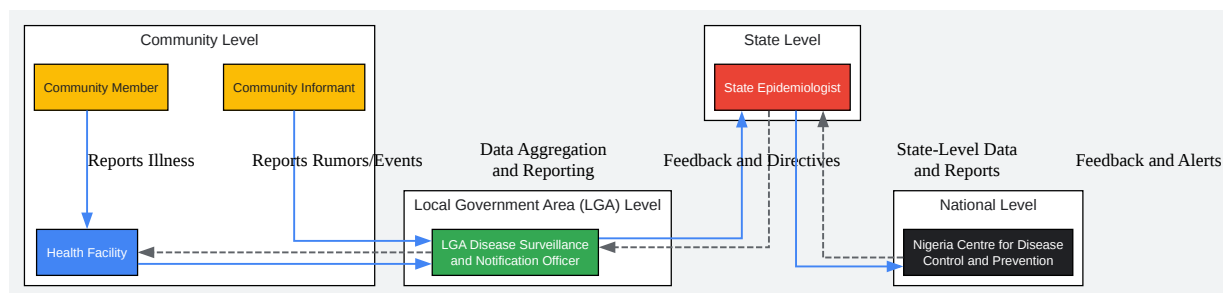 Community Level
State Level
Community Member
Community Informant
State Epidemiologist
Reports Illness
Reports Rumors/Events
Data Aggregation
and Reporting
Feedback and Directives
State-Level Data
and Reports
Feedback and Alerts
Local Government Area (LGA) Level
National Level
Health Facility
LGA Disease Surveillance
and Notification Officer
Nigeria Centre for Disease
Control and Prevention